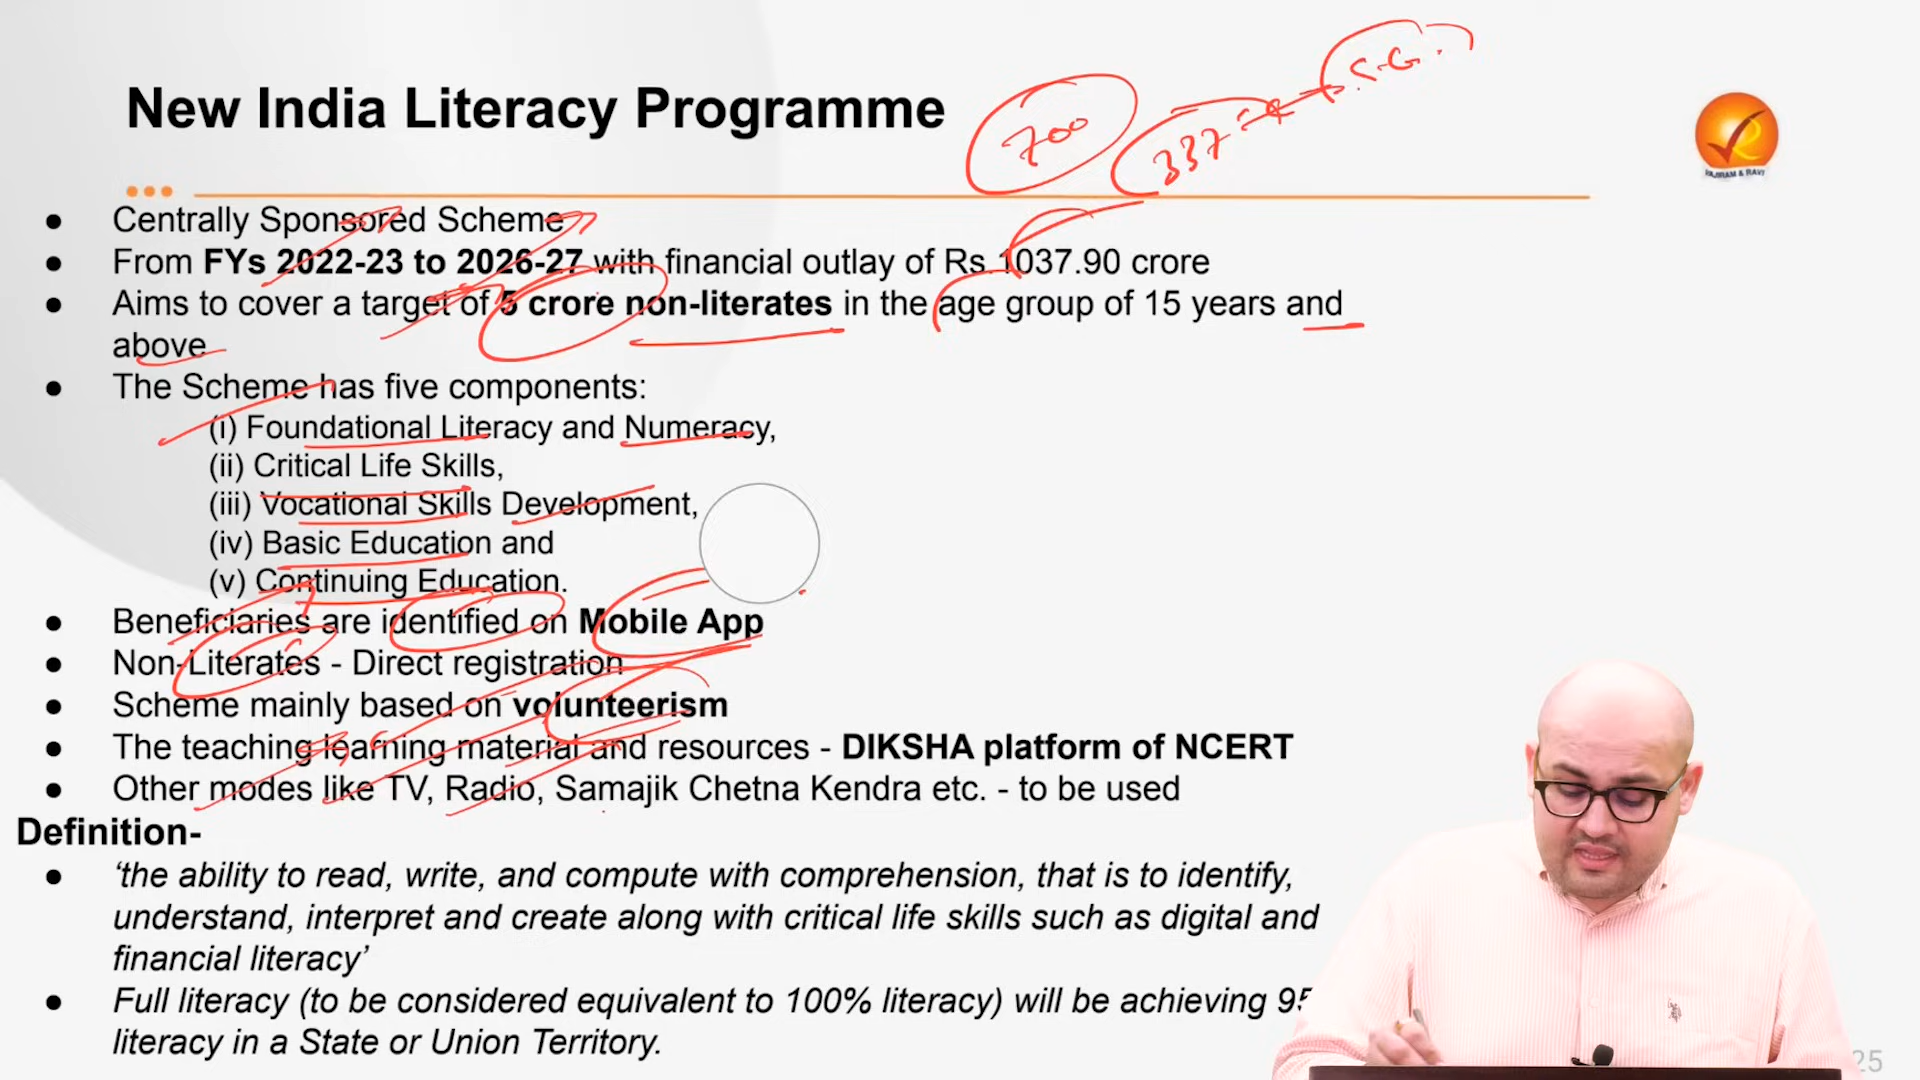 New India Literacy Programme
700
337
S.G.
VAJIRAM & RAVI
● Centrally Sponsored Scheme
● From FYs 2022-23 to 2026-27 with financial outlay of Rs.1037.90 crore
● Aims to cover a target of 5 crore non-literates in the age group of 15 years and
above
● The Scheme has five components:
(i) Foundational Literacy and Numeracy,
(ii) Critical Life Skills,
(iii) Vocational Skills Development,
(iv) Basic Education and
(v) Continuing Education.
● Beneficiaries are identified on Mobile App
● Non-Literates - Direct registration
● Scheme mainly based on volunteerism
● The teaching learning material and resources - DIKSHA platform of NCERT
● Other modes like TV, Radio, Samajik Chetna Kendra etc. - to be used
Definition-
● ‘the ability to read, write, and compute with comprehension, that is to identify,
understand, interpret and create along with critical life skills such as digital and
financial literacy’
● Full literacy (to be considered equivalent to 100% literacy) will be achieving 95
literacy in a State or Union Territory.
25